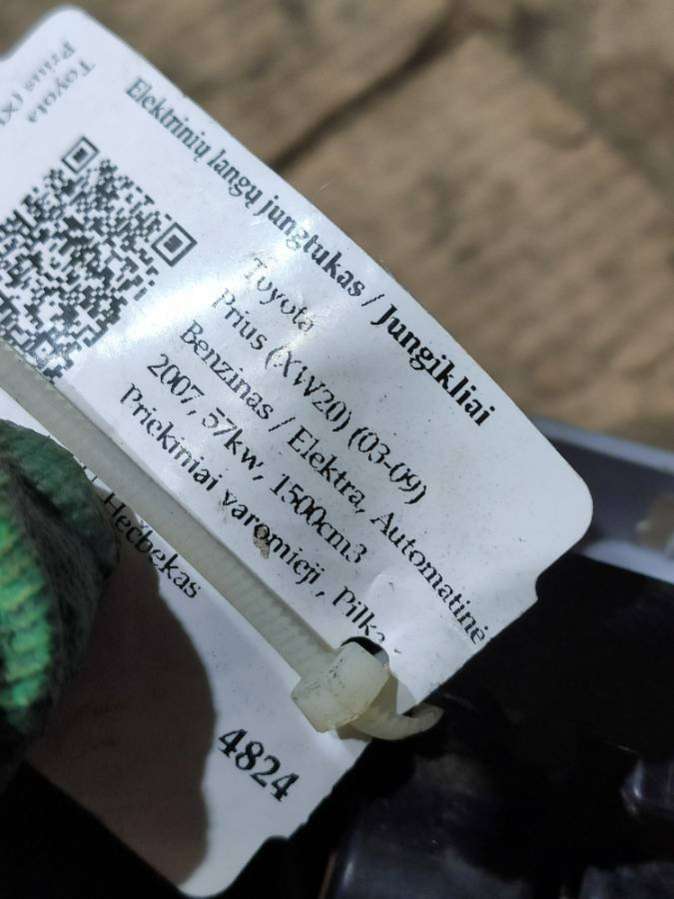 Toyota
Prius
Elektrinių langų jungtukas / Jungikliai
Toyota
Prius (XW20) (03-09)
Benzinas / Elektra, Automatinė
2007, 57kw, 1500cm3
Priekiniai varomieji, Pilka
Hečbekas
4824